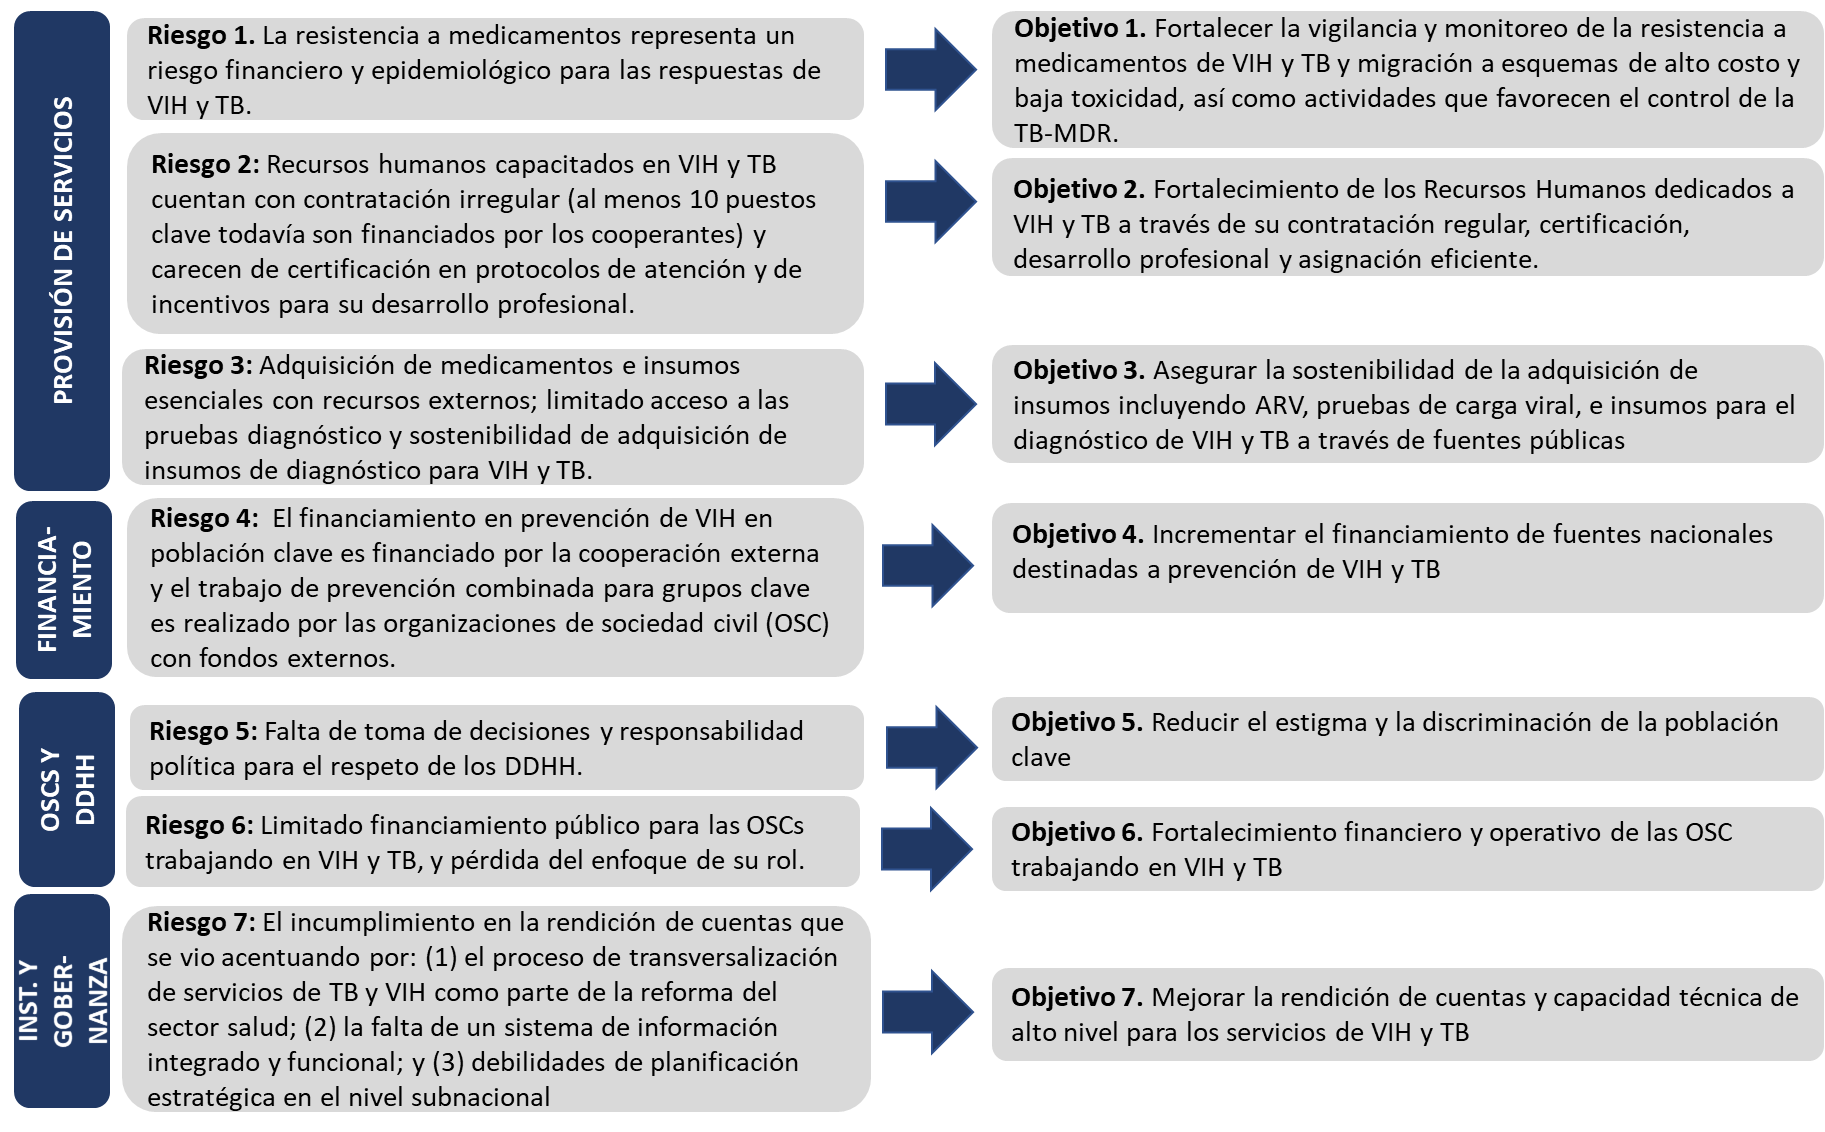 PROVISIÓN DE SERVICIOS
Riesgo 1. La resistencia a medicamentos representa un
riesgo financiero y epidemiológico para las respuestas de
VIH y TB.
Objetivo 1. Fortalecer la vigilancia y monitoreo de la resistencia a
medicamentos de VIH y TB y migración a esquemas de alto costo y
baja toxicidad, así como actividades que favorecen el control de la
TB-MDR.
Riesgo 2: Recursos humanos capacitados en VIH y TB
cuentan con contratación irregular (al menos 10 puestos
clave todavía son financiados por los cooperantes) y
carecen de certificación en protocolos de atención y de
incentivos para su desarrollo profesional.
Objetivo 2. Fortalecimiento de los Recursos Humanos dedicados a
VIH y TB a través de su contratación regular, certificación,
desarrollo profesional y asignación eficiente.
Riesgo 3: Adquisición de medicamentos e insumos
esenciales con recursos externos; limitado acceso a las
pruebas diagnóstico y sostenibilidad de adquisición de
insumos de diagnóstico para VIH y TB.
Objetivo 3. Asegurar la sostenibilidad de la adquisición de
insumos incluyendo ARV, pruebas de carga viral, e insumos para el
diagnóstico de VIH y TB a través de fuentes públicas
FINANCIA-
MIENTO
Riesgo 4: El financiamiento en prevención de VIH en
población clave es financiado por la cooperación externa
y el trabajo de prevención combinada para grupos clave
es realizado por las organizaciones de sociedad civil (OSC)
con fondos externos.
Objetivo 4. Incrementar el financiamiento de fuentes nacionales
destinadas a prevención de VIH y TB
OSCS Y
DDHH
Riesgo 5: Falta de toma de decisiones y responsabilidad
política para el respeto de los DDHH.
Objetivo 5. Reducir el estigma y la discriminación de la población
clave
Riesgo 6: Limitado financiamiento público para las OSCs
trabajando en VIH y TB, y pérdida del enfoque de su rol.
Objetivo 6. Fortalecimiento financiero y operativo de las OSC
trabajando en VIH y TB
INST. Y
GOBER-
NANZA
Riesgo 7: El incumplimiento en la rendición de cuentas que
se vio acentuando por: (1) el proceso de transversalización
de servicios de TB y VIH como parte de la reforma del
sector salud; (2) la falta de un sistema de información
integrado y funcional; y (3) debilidades de planificación
estratégica en el nivel subnacional
Objetivo 7. Mejorar la rendición de cuentas y capacidad técnica de
alto nivel para los servicios de VIH y TB